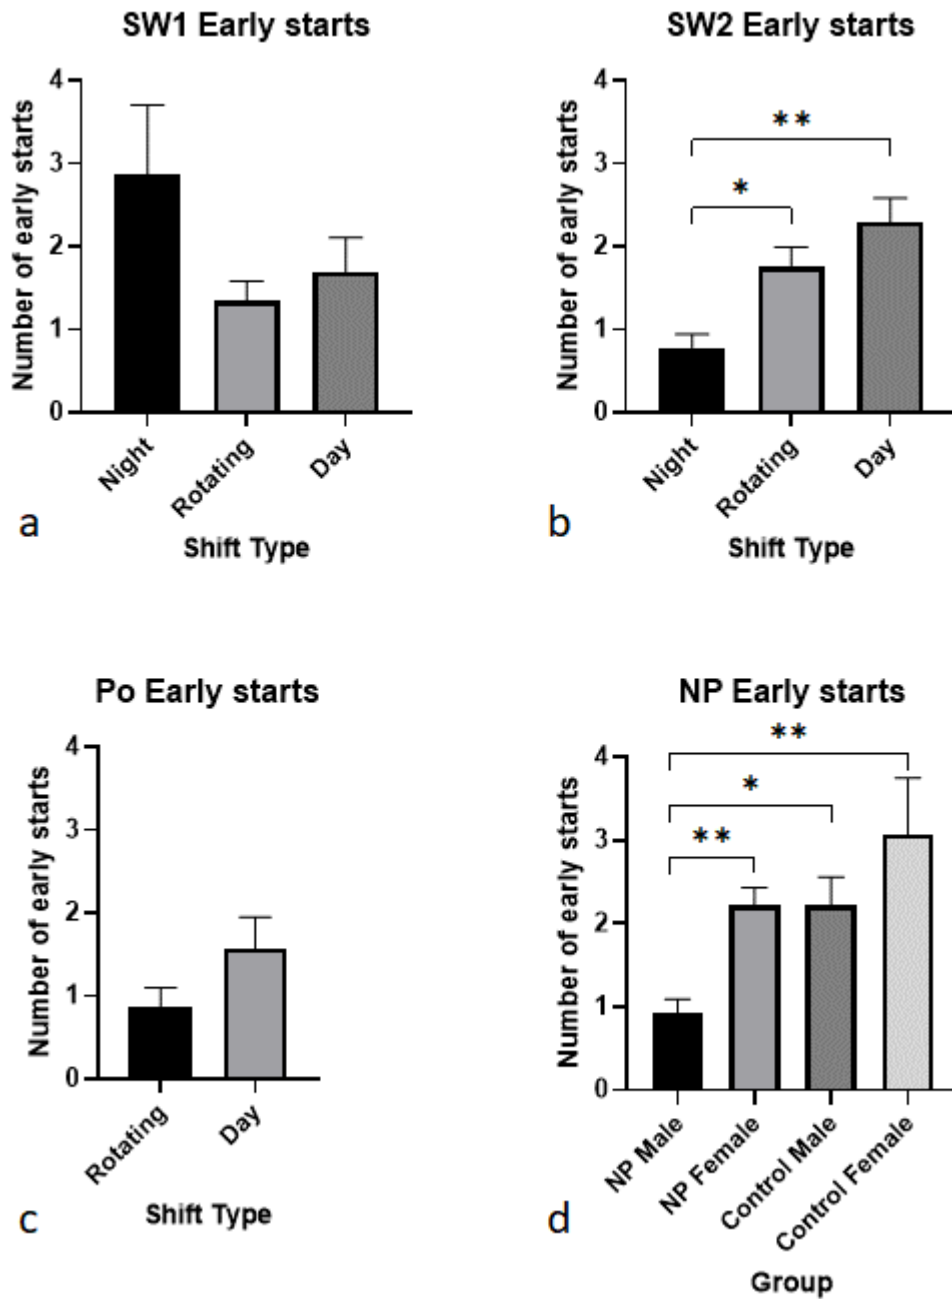 SW1 Early starts
Number of early starts
4
3
2
1
0
Night
Rotating
Day
Shift Type
a
SW2 Early starts
Number of early starts
4
3
2
1
0
**
*
Night
Rotating
Day
Shift Type
b
Po Early starts
Number of early starts
4
3
2
1
0
Rotating
Day
Shift Type
c
NP Early starts
Number of early starts
4
3
2
1
0
**
*
**
NP Male
NP Female
Control Male
Control Female
Group
d